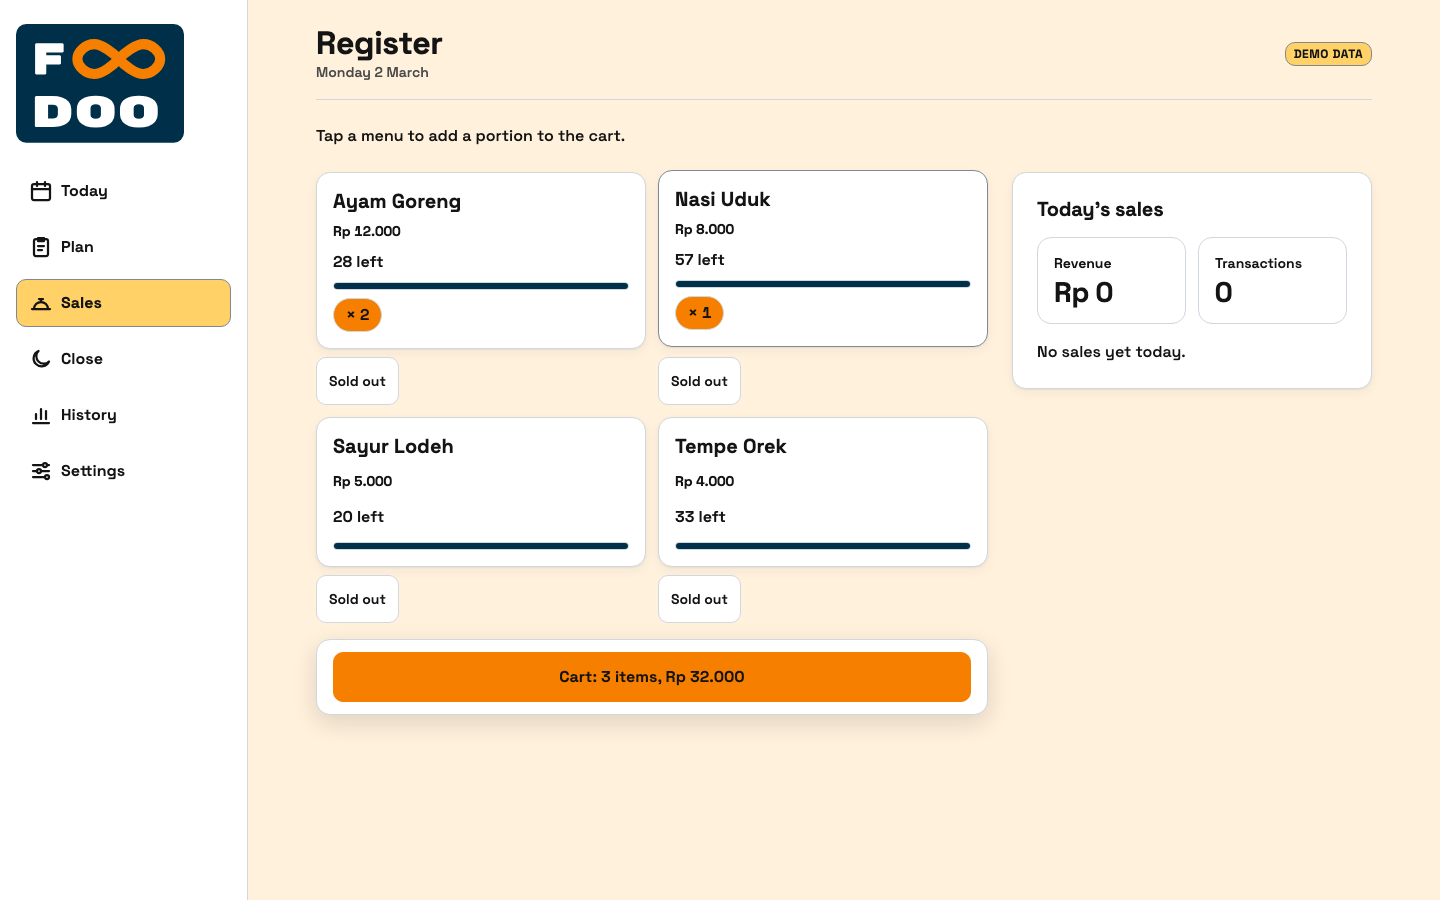 F∞
DOO
Today
Plan
Sales
Close
History
Settings
Register
Monday 2 March
DEMO DATA
Tap a menu to add a portion to the cart.
Ayam Goreng
Rp 12.000
28 left
× 2
Sold out
Nasi Uduk
Rp 8.000
57 left
× 1
Sold out
Sayur Lodeh
Rp 5.000
20 left
Sold out
Tempe Orek
Rp 4.000
33 left
Sold out
Cart: 3 items, Rp 32.000
Today’s sales
Revenue
Rp 0
Transactions
0
No sales yet today.